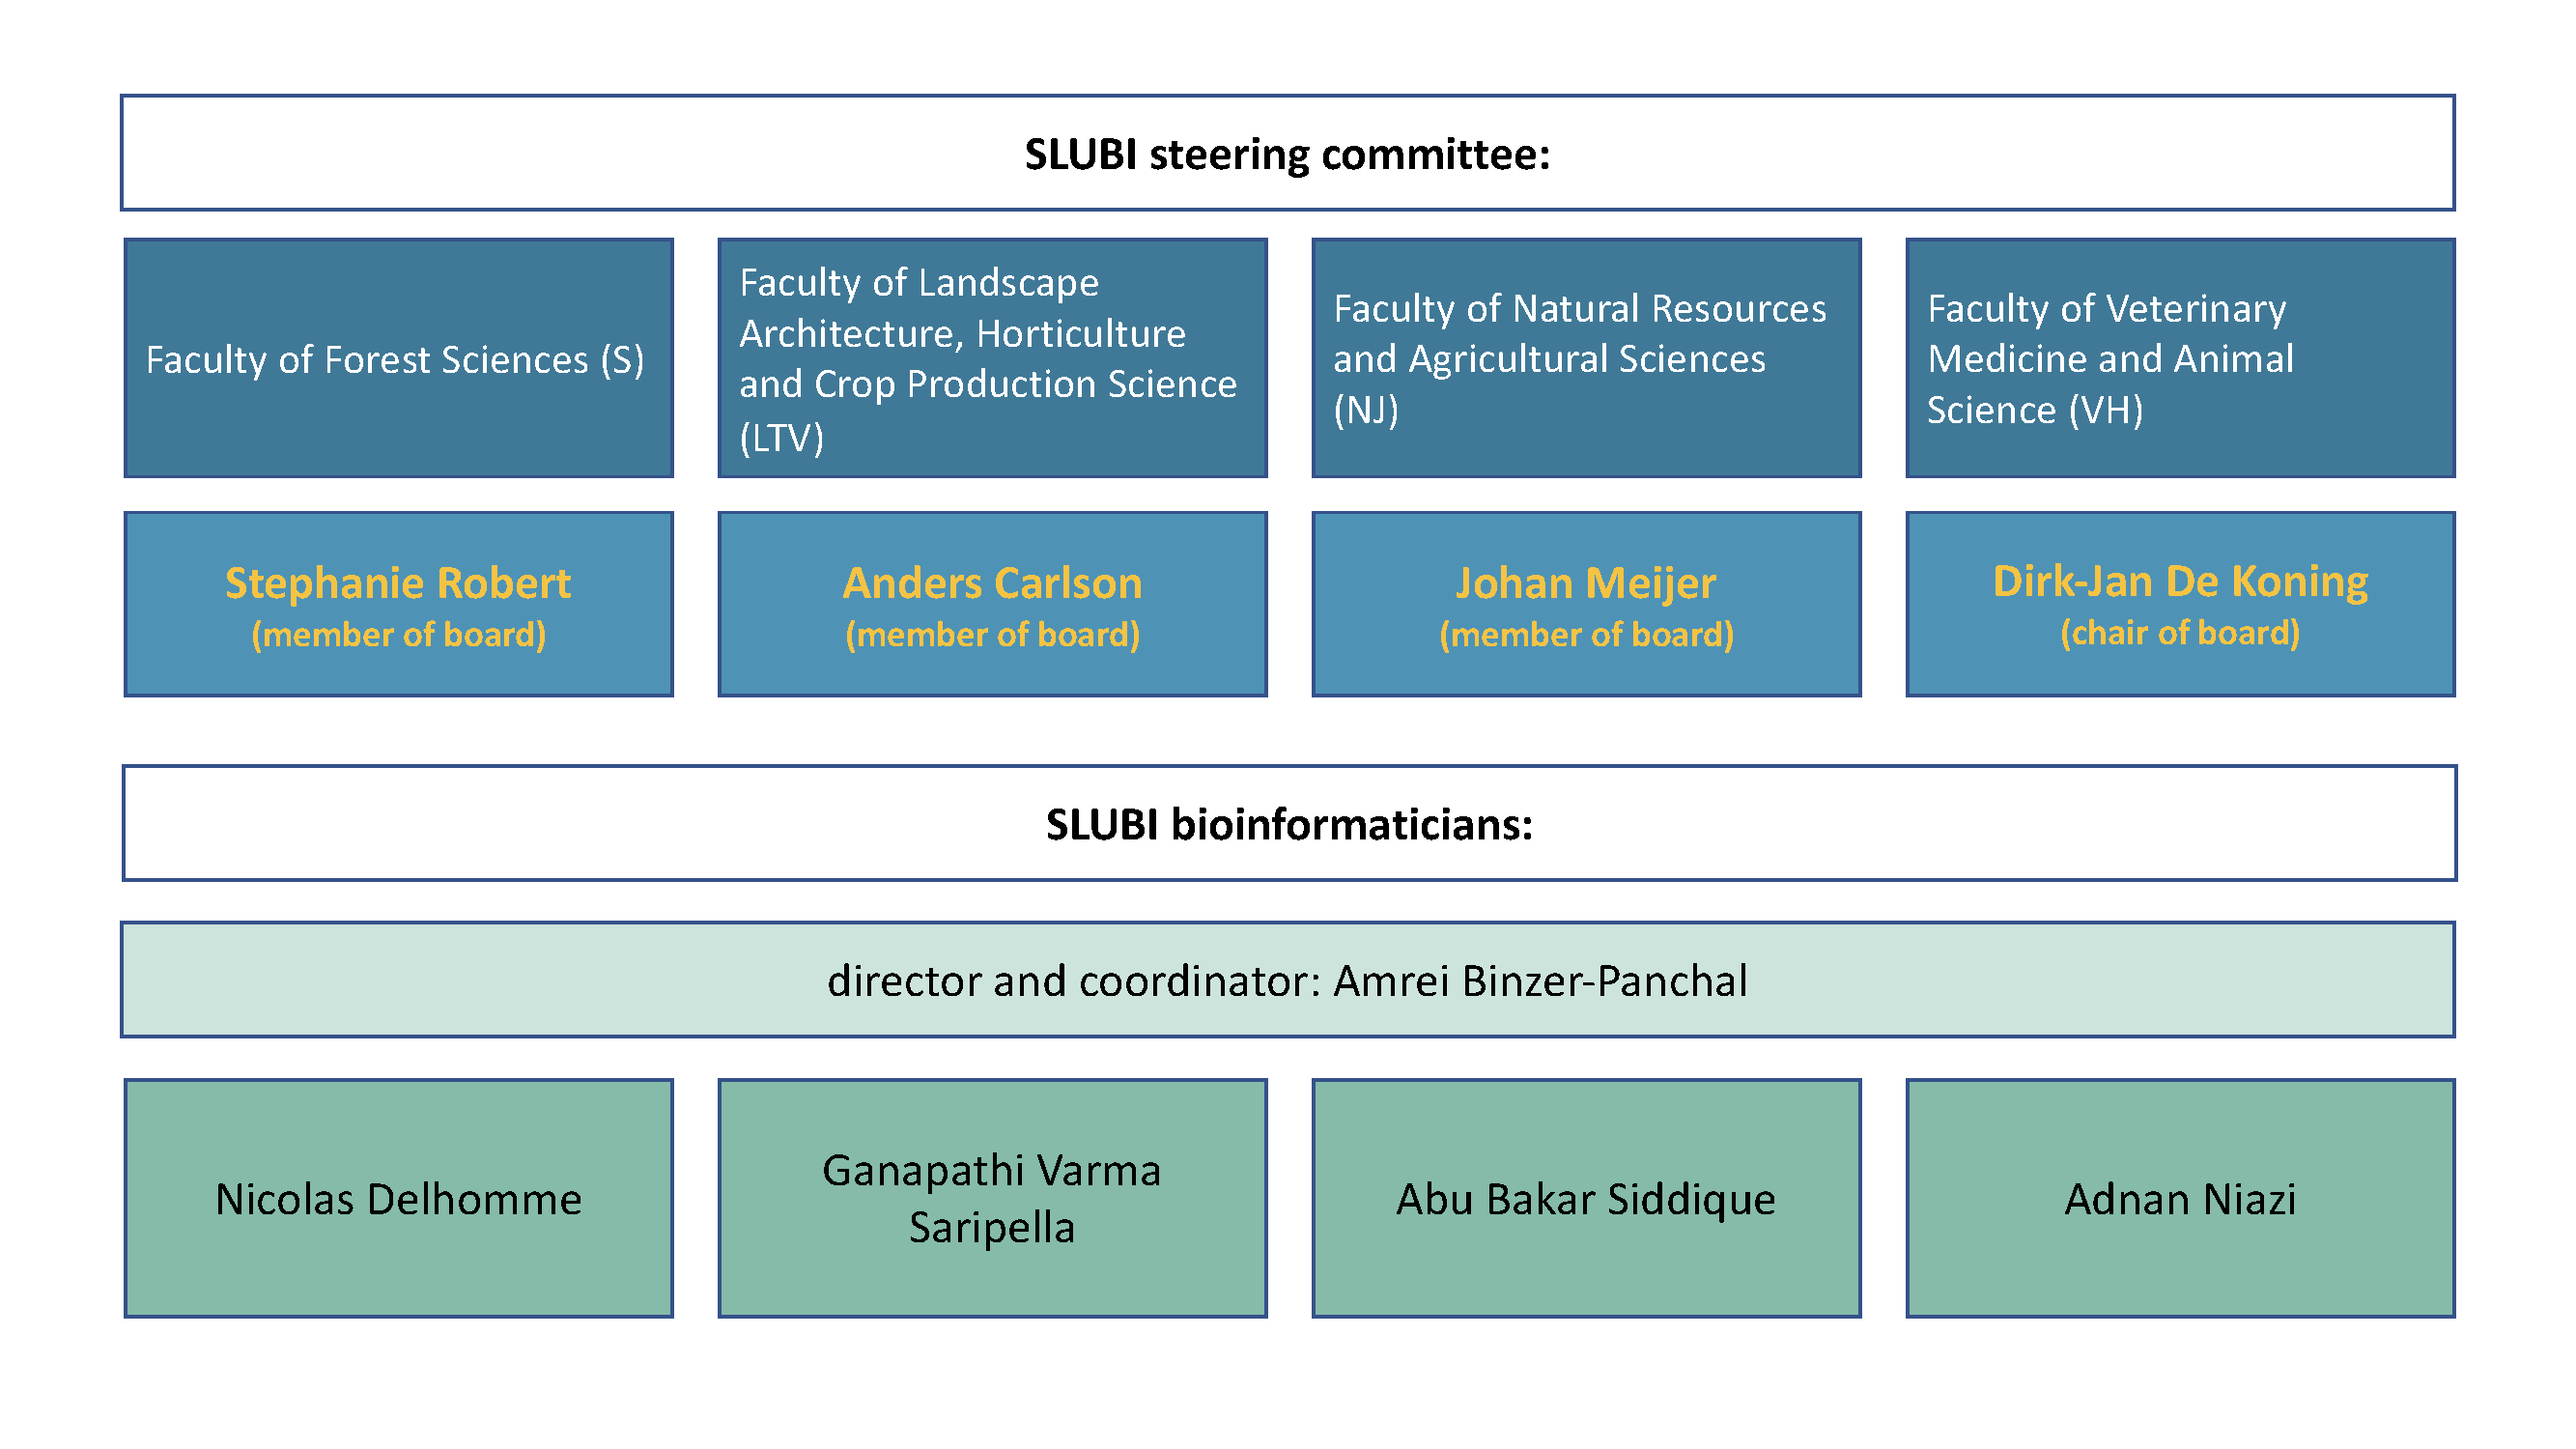 SLUBI steering committee:
Faculty of Forest Sciences (S)
Faculty of Landscape
Architecture, Horticulture
and Crop Production Science
(LTV)
Faculty of Natural Resources
and Agricultural Sciences
(NJ)
Faculty of Veterinary
Medicine and Animal
Science (VH)
Stephanie Robert
(member of board)
Anders Carlson
(member of board)
Johan Meijer
(member of board)
Dirk-Jan De Koning
(chair of board)
SLUBI bioinformaticians:
director and coordinator: Amrei Binzer-Panchal
Nicolas Delhomme
Ganapathi Varma
Saripella
Abu Bakar Siddique
Adnan Niazi